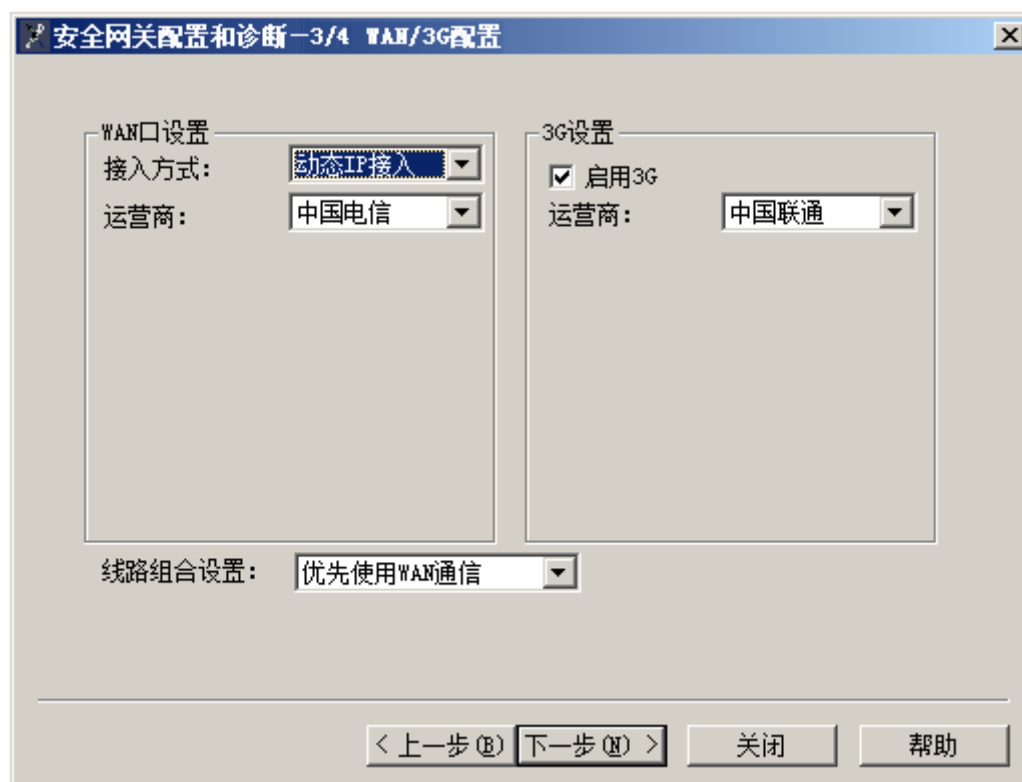 安全网关配置和诊断-3/4 WAN/3G配置
WAN口设置
接入方式: 动态IP接入
运营商: 中国电信
3G设置
启用3G
运营商: 中国联通
线路组合设置: 优先使用WAN通信
< 上一步(B) 下一步(N) > 关闭 帮助